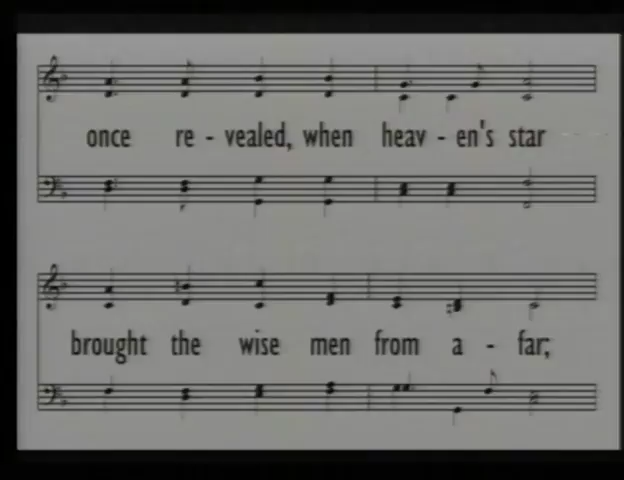 once re - vealed, when heav - en's star
brought the wise men from a - far;